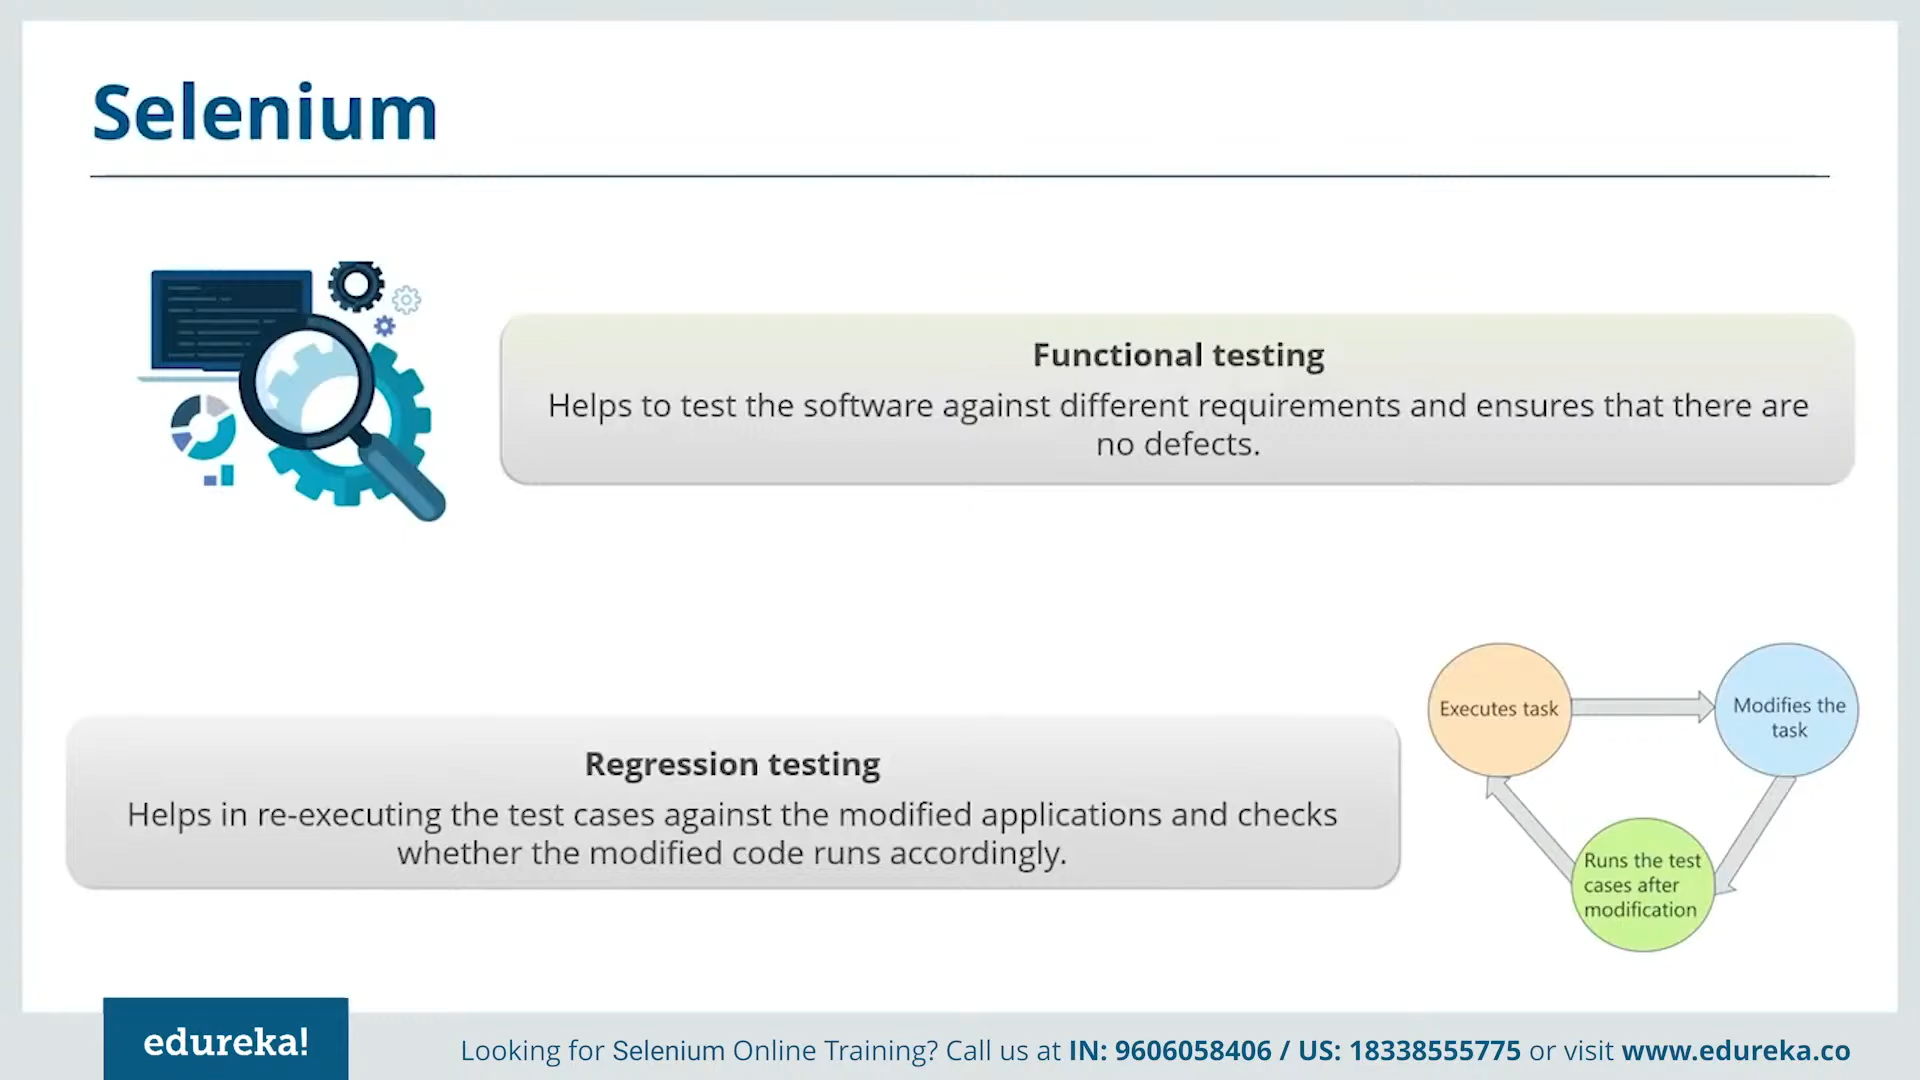 Selenium
Functional testing
Helps to test the software against different requirements and ensures that there are
no defects.
Executes task
Modifies the
task
Regression testing
Helps in re-executing the test cases against the modified applications and checks
whether the modified code runs accordingly.
Runs the test
cases after
modification
edureka!
Looking for Selenium Online Training? Call us at IN: 9606058406 / US: 18338555775 or visit www.edureka.co